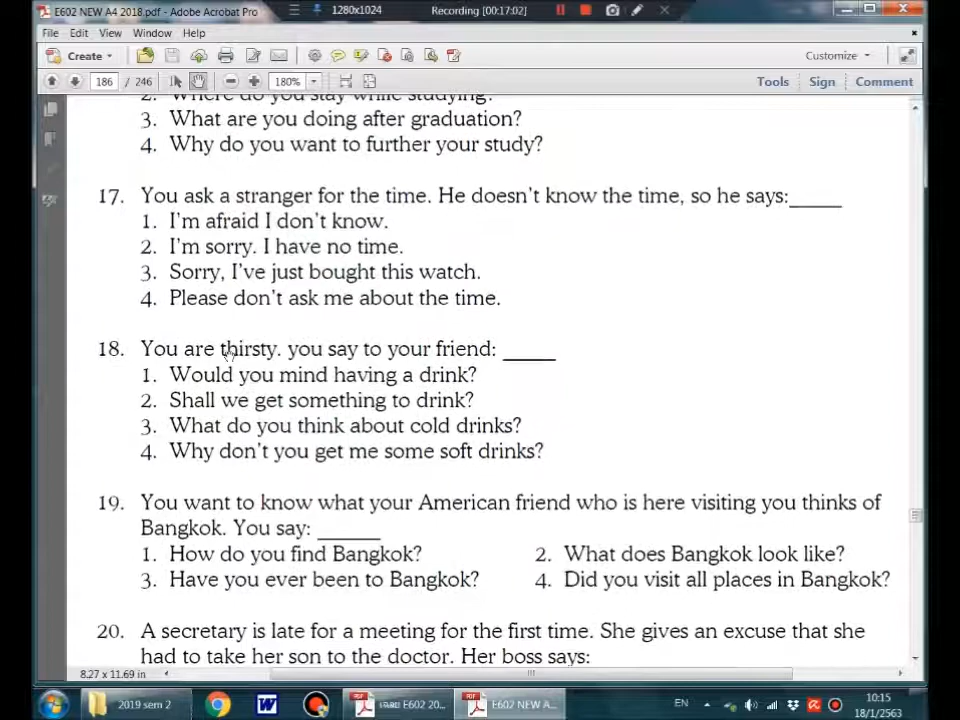 E602 NEW A4 2018.pdf - Adobe Acrobat Pro
1280x1024
Recording [00:17:02]
File Edit View Window Help
Create
Customize
186 / 246
180%
Tools Sign Comment
2. Where do you stay while studying?
3. What are you doing after graduation?
4. Why do you want to further your study?
17. You ask a stranger for the time. He doesn't know the time, so he says:_____
1. I'm afraid I don't know.
2. I'm sorry. I have no time.
3. Sorry, I've just bought this watch.
4. Please don't ask me about the time.
18. You are thirsty. you say to your friend: _____
1. Would you mind having a drink?
2. Shall we get something to drink?
3. What do you think about cold drinks?
4. Why don't you get me some soft drinks?
19. You want to know what your American friend who is here visiting you thinks of
Bangkok. You say: ______
1. How do you find Bangkok? 2. What does Bangkok look like?
3. Have you ever been to Bangkok? 4. Did you visit all places in Bangkok?
20. A secretary is late for a meeting for the first time. She gives an excuse that she
had to take her son to the doctor. Her boss says:
8.27 x 11.69 in
2019 sem 2
E602 20...
E602 NEW A...
EN
10:15
18/1/2563